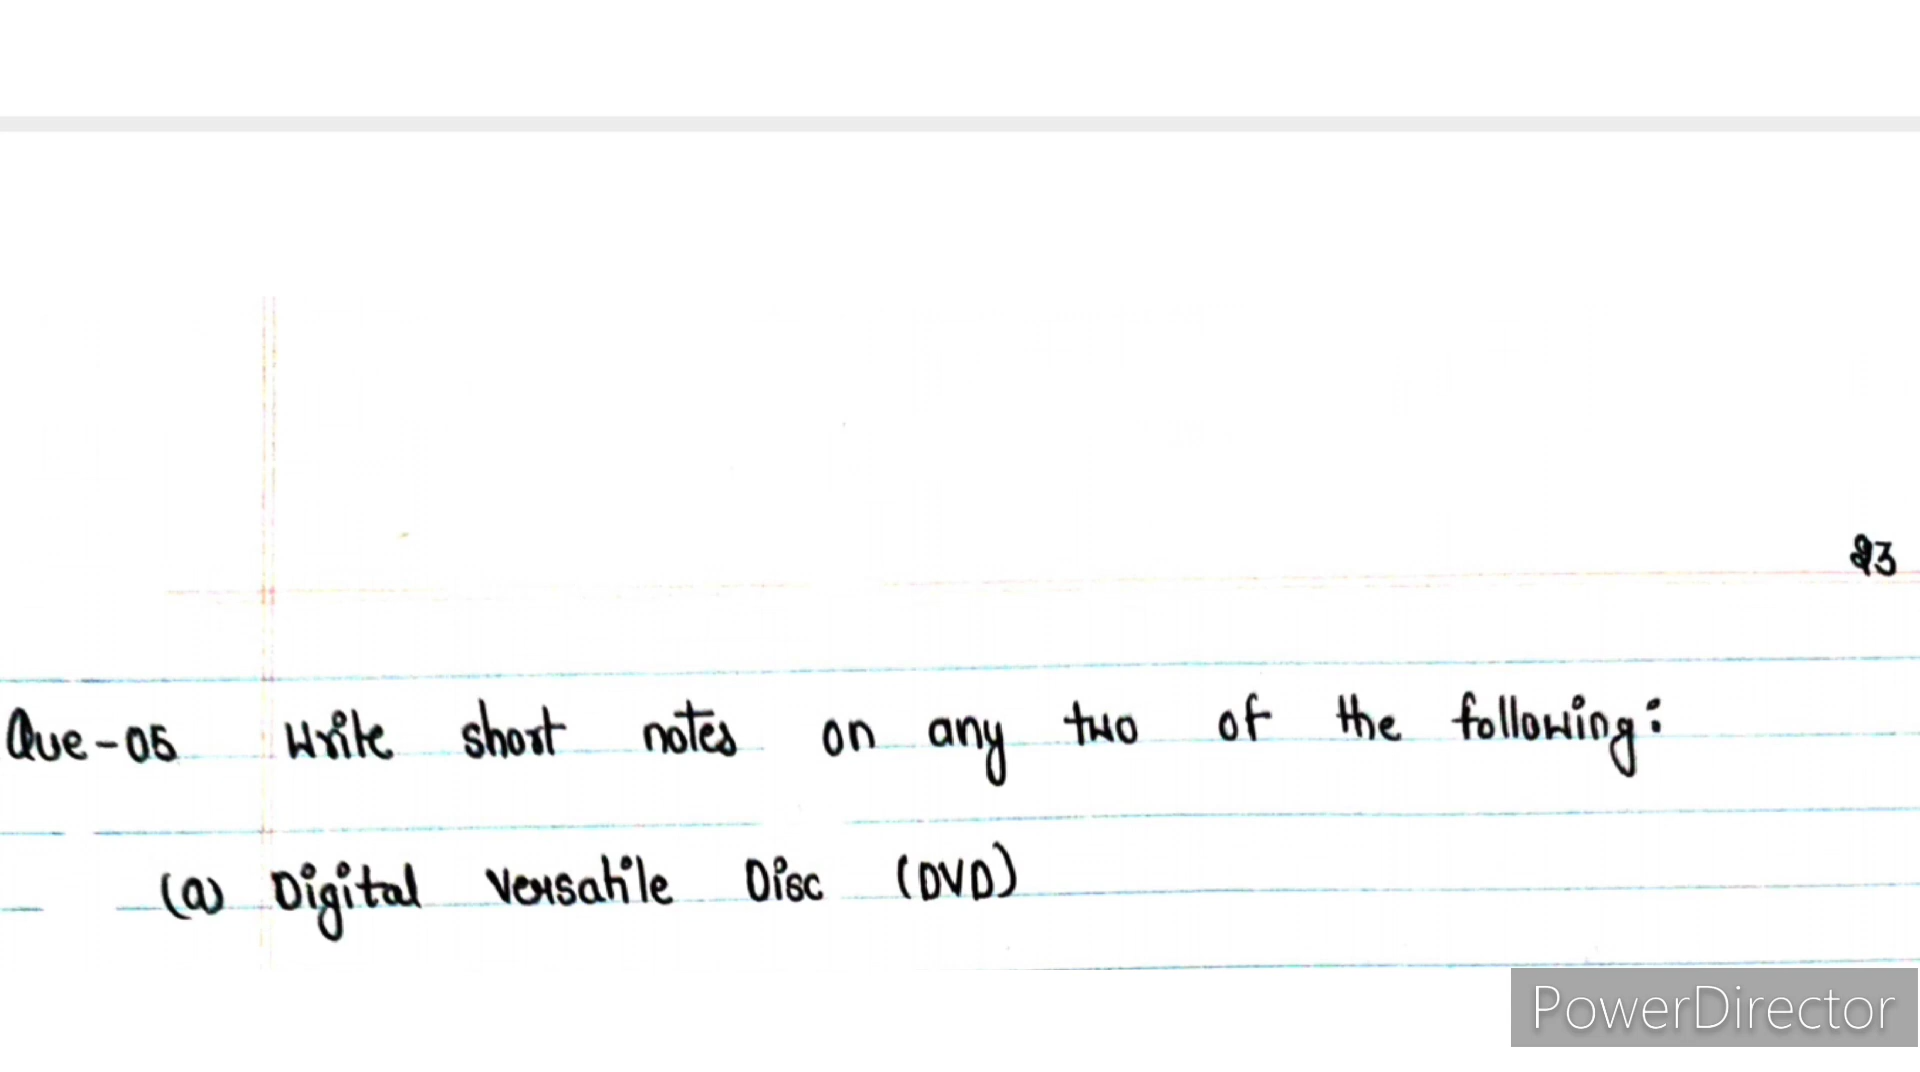 23
Que-05 Write short notes on any two of the following:
(a) Digital Versatile Disc (DVD)
PowerDirector